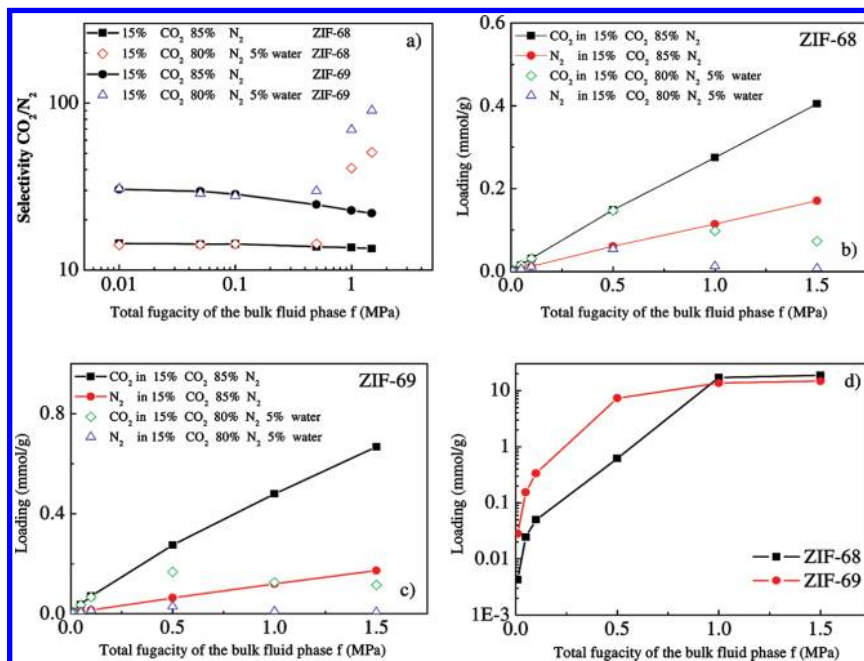 a)
15% CO₂ 85% N₂ ZIF-68
15% CO₂ 80% N₂ 5% water ZIF-68
15% CO₂ 85% N₂ ZIF-69
15% CO₂ 80% N₂ 5% water ZIF-69
Selectivity CO₂/N₂
100
10
0.01 0.1 1
Total fugacity of the bulk fluid phase f (MPa)
ZIF-68
CO₂ in 15% CO₂ 85% N₂
N₂ in 15% CO₂ 85% N₂
CO₂ in 15% CO₂ 80% N₂ 5% water
N₂ in 15% CO₂ 80% N₂ 5% water
Loading (mmol/g)
0.6
0.4
0.2
0.0
b)
0.0 0.5 1.0 1.5
Total fugacity of the bulk fluid phase f (MPa)
ZIF-69
CO₂ in 15% CO₂ 85% N₂
N₂ in 15% CO₂ 85% N₂
CO₂ in 15% CO₂ 80% N₂ 5% water
N₂ in 15% CO₂ 80% N₂ 5% water
Loading (mmol/g)
0.8
0.4
0.0
c)
0.0 0.5 1.0 1.5
Total fugacity of the bulk fluid phase f (MPa)
d)
Loading (mmol/g)
10
1
0.1
0.01
1E-3
ZIF-68
ZIF-69
0.0 0.5 1.0 1.5
Total fugacity of the bulk fluid phase f (MPa)